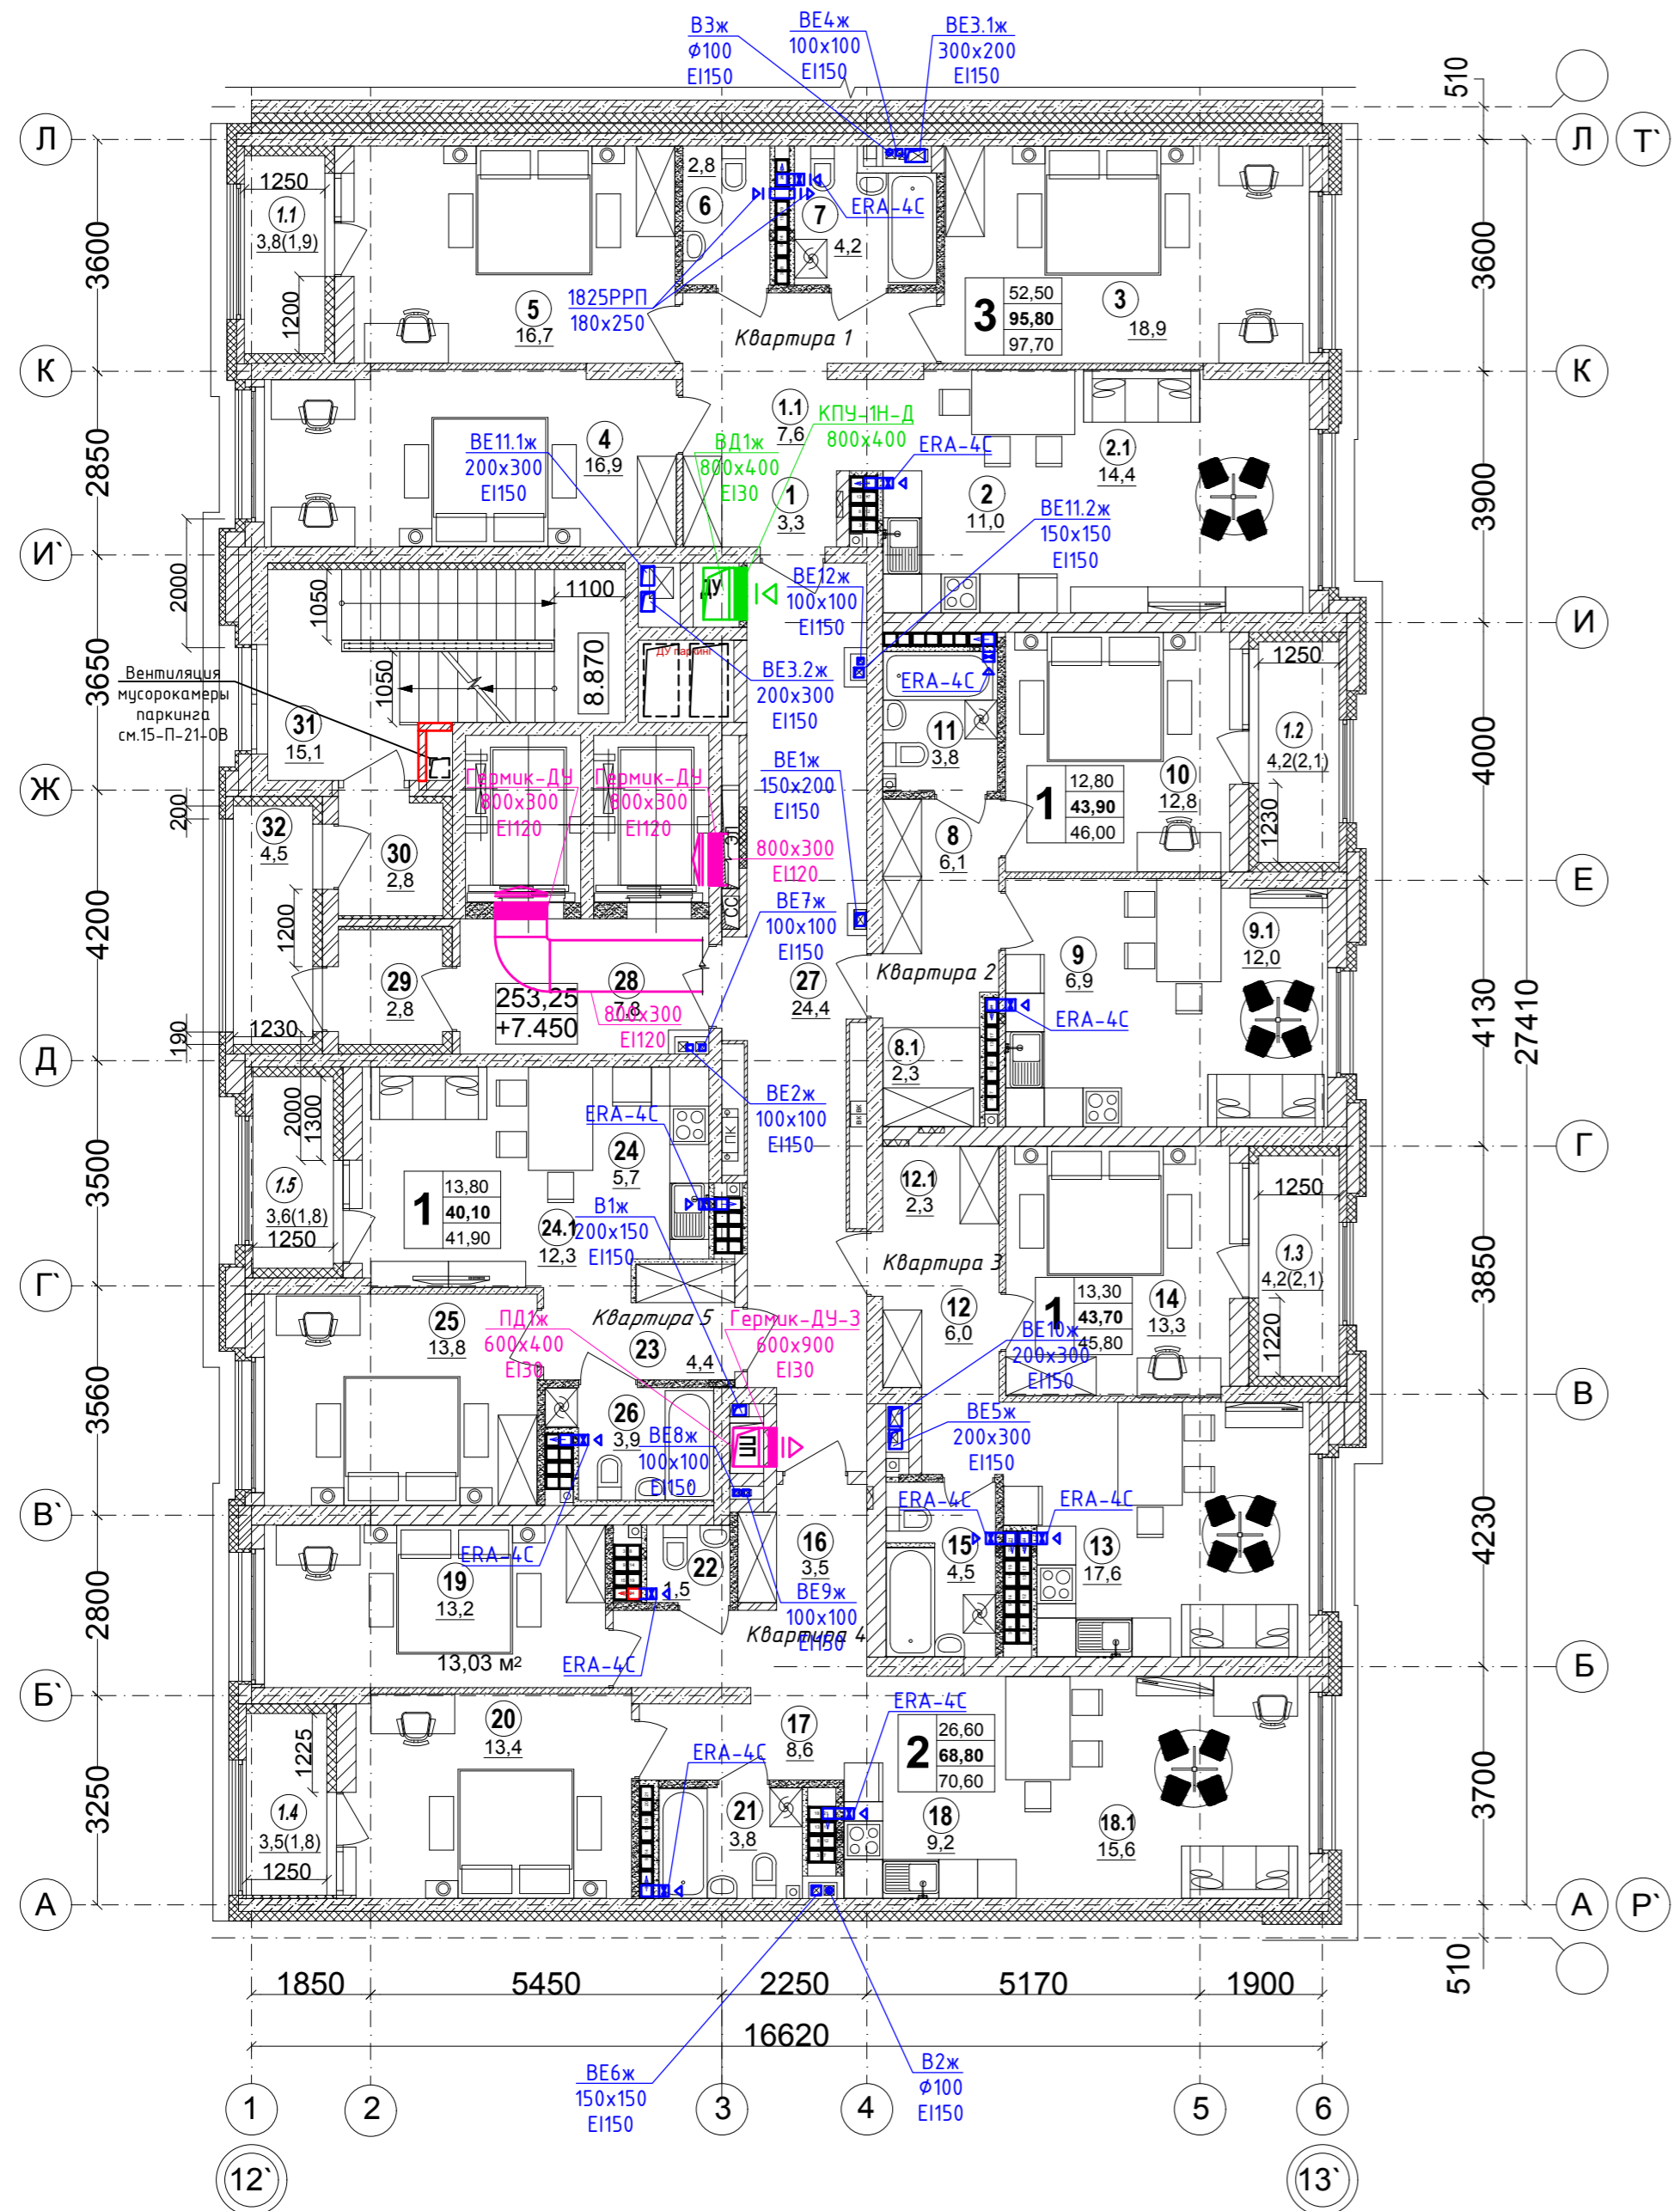 В3ж
ϕ100
EI150
ВЕ4ж
100x100
EI150
ВЕ3.1ж
300x200
EI150
510
Л
Л
Т`
1250
1.1
3,8(1,9)
1200
3600
2,8
6
7
4,2
ERA-4C
1825РРП
180x250
5
16,7
Квартира 1
3
52,50
95,80
97,70
3
18,9
3600
К
К
1.1
7,6
КПУ-1Н-Д
800x400
ВД1ж
800x400
EI30
ERA-4C
4
16,9
ВЕ11.1ж
200x300
EI150
2850
1
3,3
2
11,0
2.1
14,4
3900
ВЕ11.2ж
150x150
EI150
И`
2000
1050
1100
ДУ
ВЕ12ж
100x100
EI150
И
3650
8.870
ДУ паркинг
ВЕ3.2ж
200x300
EI150
ERA-4C
1250
Вентиляция
мусорокамеры
паркинга
см.15-П-21-ОВ
1050
31
15,1
11
3,8
1.2
4,2(2,1)
4000
Ж
Гермик-ДУ
800x300
EI120
Гермик-ДУ
800x300
EI120
ВЕ1ж
150x200
EI150
1
12,80
43,90
46,00
10
12,8
1230
200
32
4,5
30
2,8
ЭП
800x300
EI120
8
6,1
Е
4200
1200
СС
ВЕ7ж
100x100
EI150
29
2,8
253,25
+7.450
28
7,8
800x300
EI120
27
24,4
Квартира 2
9
6,9
9.1
12,0
ERA-4C
4130
27410
190
1230
Д
8.1
2,3
ВЕ2ж
100x100
EI150
2000
1300
ERA-4C
ПК
ВК
ВК
Г
3500
1.5
3,6(1,8)
1250
1
13,80
40,10
41,90
24
5,7
24.1
12,3
В1ж
200x150
EI150
12.1
2,3
1250
1.3
4,2(2,1)
Квартира 3
3850
Г`
25
13,8
ПД1ж
600x400
EI30
Квартира 5
23
4,4
Гермик-ДУ-3
600x900
EI30
12
6,0
1
13,30
43,70
45,80
14
13,3
1220
ВЕ10ж
200x300
EI150
3560
26
3,9
ВЕ8ж
100x100
EI150
ПД
ВЕ5ж
200x300
EI150
В
В`
ERA-4C
ERA-4C
ERA-4C
19
13,2
22
1,5
16
3,5
15
4,5
13
17,6
4230
2800
ВЕ9ж
100x100
EI150
Квартира 4
13,03 м²
ERA-4C
Б
Б`
ERA-4C
20
13,4
17
8,6
2
26,60
68,80
70,60
1225
ERA-4C
3250
1.4
3,5(1,8)
1250
21
3,8
18
9,2
18.1
15,6
3700
А
А
Р`
510
1850
5450
2250
5170
1900
16620
ВЕ6ж
150x150
EI150
В2ж
ϕ100
EI150
1
2
3
4
5
6
12`
13`